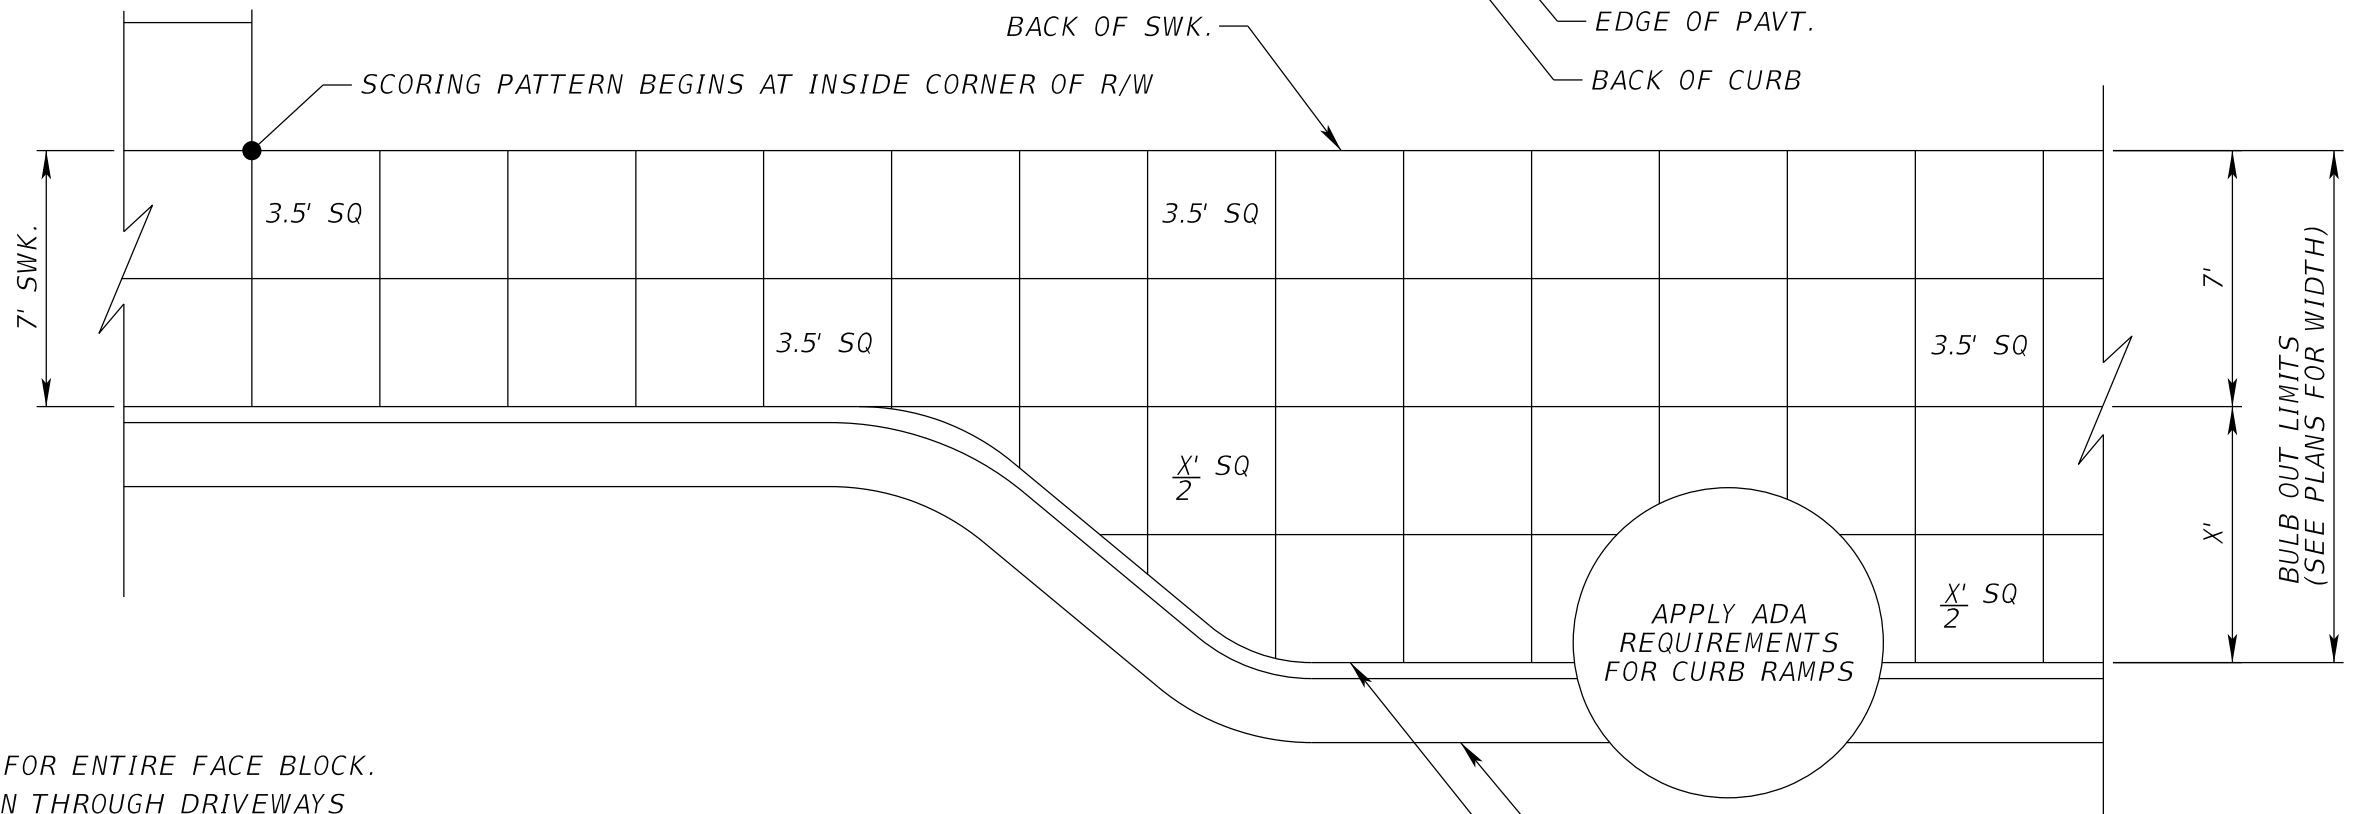 BACK OF SWK.
EDGE OF PAVT.
SCORING PATTERN BEGINS AT INSIDE CORNER OF R/W
BACK OF CURB
7' SWK.
3.5' SQ
3.5' SQ
3.5' SQ
3.5' SQ
7'
X'
BULB OUT LIMITS
(SEE PLANS FOR WIDTH)
X'
2
SQ
X'
2
SQ
APPLY ADA
REQUIREMENTS
FOR CURB RAMPS
FOR ENTIRE FACE BLOCK.
N THROUGH DRIVEWAYS